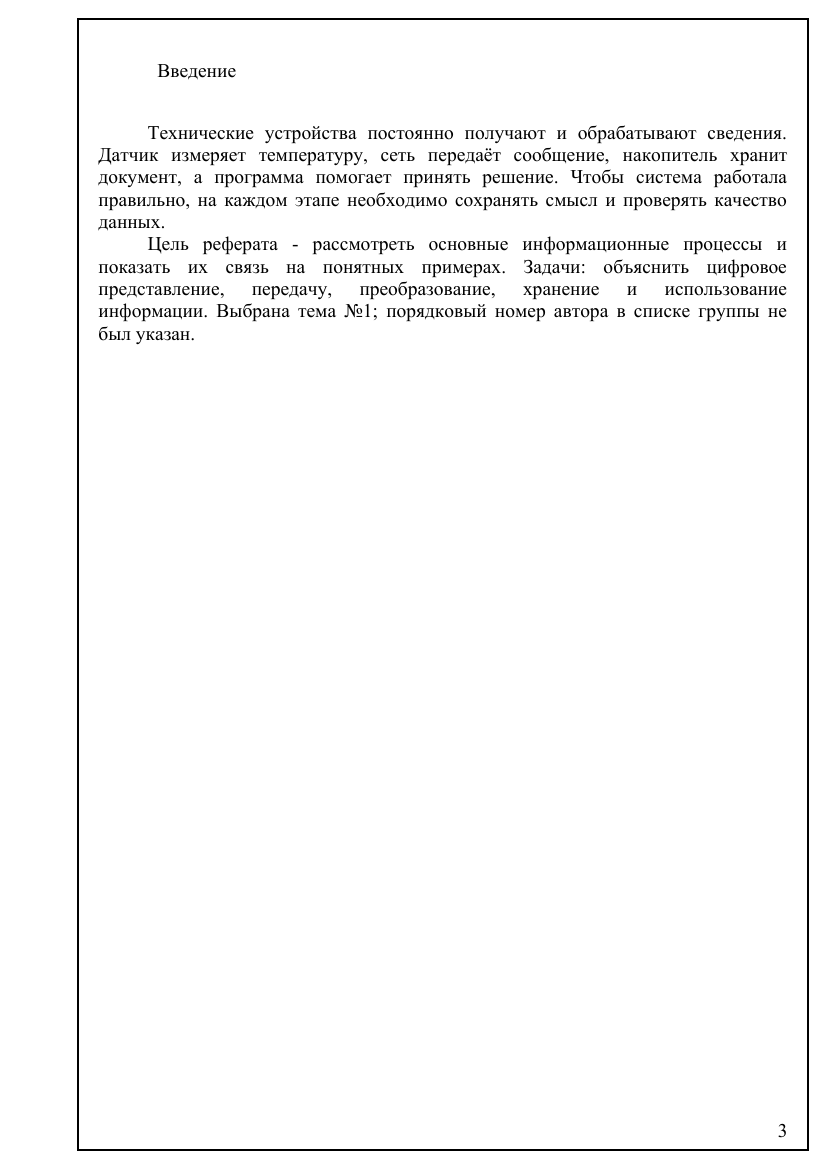 Введение
Технические устройства постоянно получают и обрабатывают сведения.
Датчик измеряет температуру, сеть передаёт сообщение, накопитель хранит
документ, а программа помогает принять решение. Чтобы система работала
правильно, на каждом этапе необходимо сохранять смысл и проверять качество
данных.
Цель реферата - рассмотреть основные информационные процессы и
показать их связь на понятных примерах. Задачи: объяснить цифровое
представление, передачу, преобразование, хранение и использование
информации. Выбрана тема №1; порядковый номер автора в списке группы не
был указан.
3